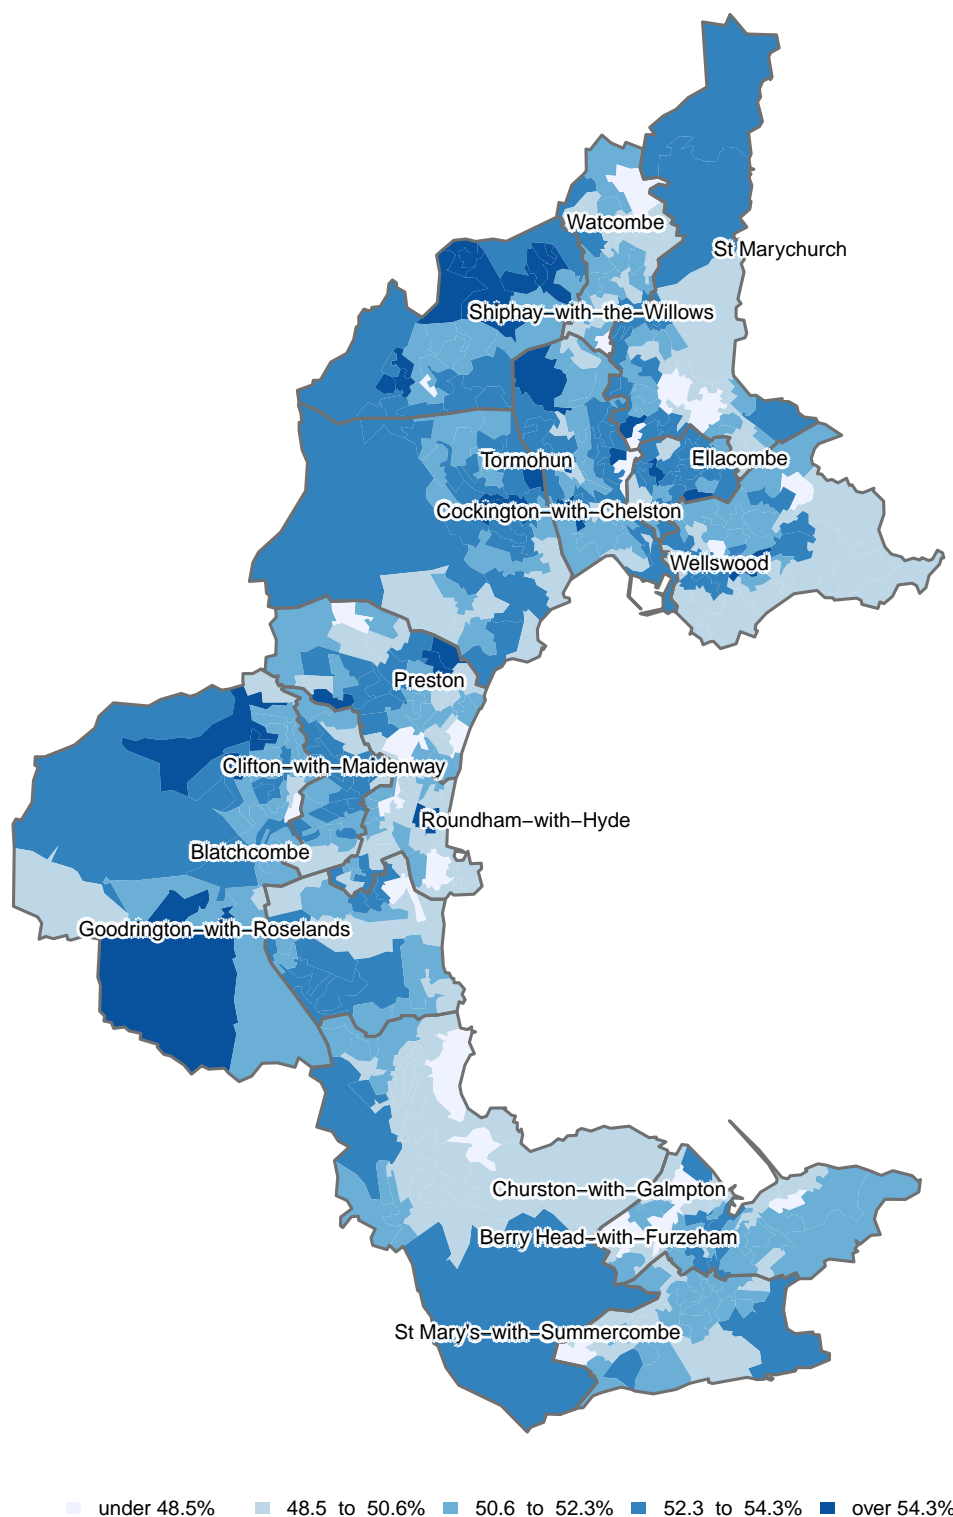 Watcombe
St Marychurch
Shiphay−with−the−Willows
Tormohun
Ellacombe
Cockington−with−Chelston
Wellswood
Preston
Clifton−with−Maidenway
Roundham−with−Hyde
Blatchcombe
Goodrington−with−Roselands
Churston−with−Galmpton
Berry Head−with−Furzeham
St Mary's−with−Summercombe
under 48.5% 48.5 to 50.6% 50.6 to 52.3% 52.3 to 54.3% over 54.3%